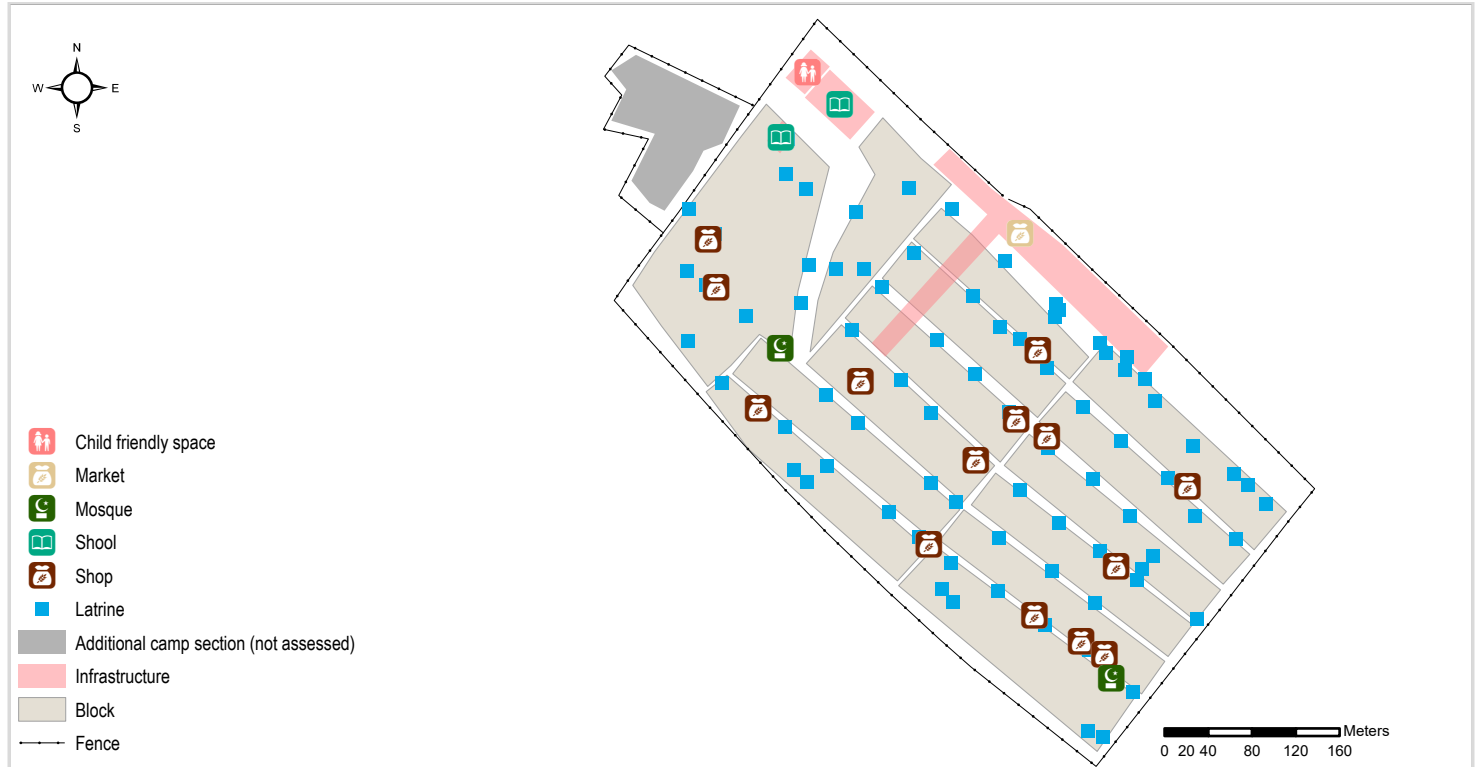 N
W E
S
Child friendly space
Market
Mosque
Shool
Shop
Latrine
Additional camp section (not assessed)
Infrastructure
Block
Fence
Meters
0 20 40 80 120 160